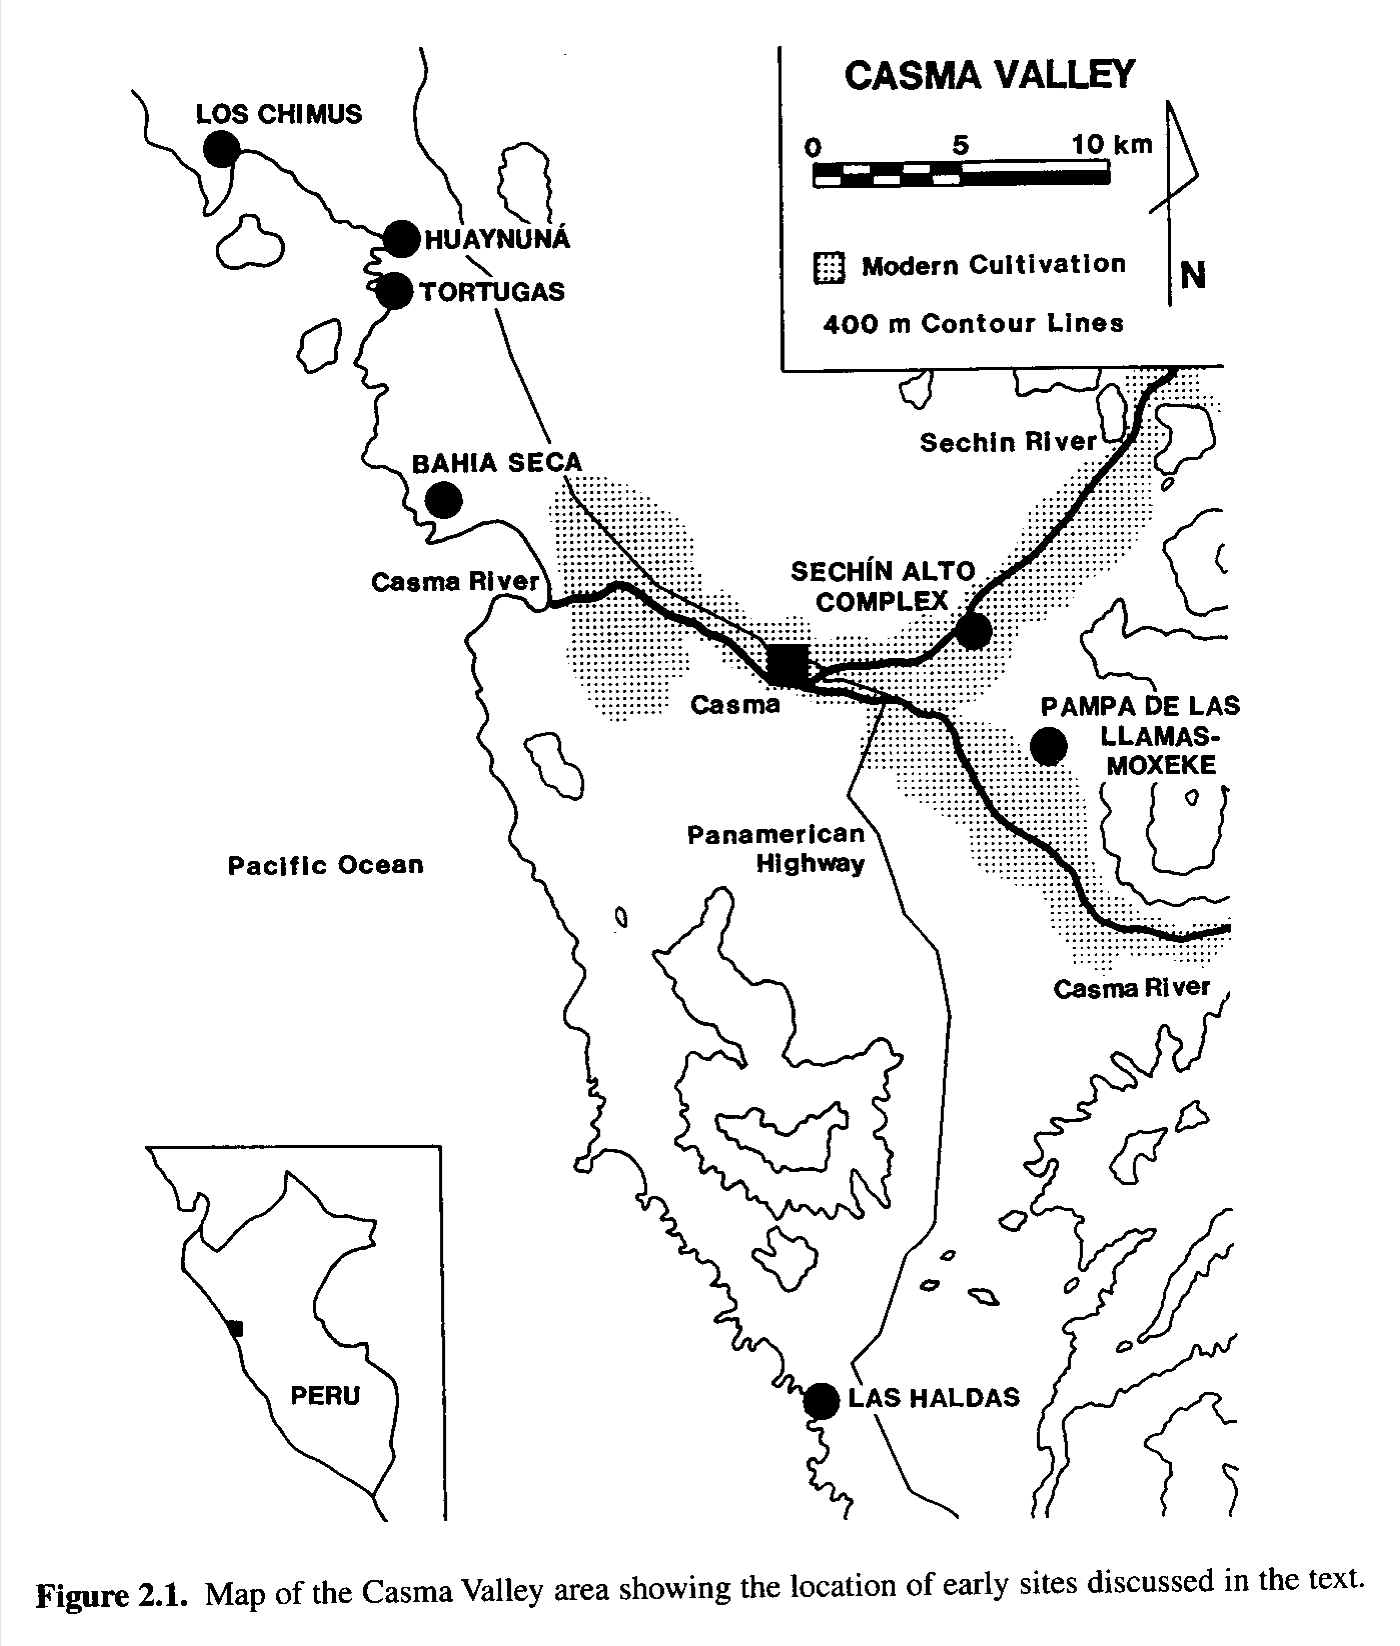 CASMA VALLEY
0 5 10 km
Modern Cultivation
400 m Contour Lines
N
LOS CHIMUS
HUAYNUNÁ
TORTUGAS
Sechin River
BAHIA SECA
SECHÍN ALTO
COMPLEX
Casma River
Casma
PAMPA DE LAS
LLAMAS-
MOXEKE
Panamerican
Highway
Pacific Ocean
Casma River
PERU
LAS HALDAS
Figure 2.1. Map of the Casma Valley area showing the location of early sites discussed in the text.